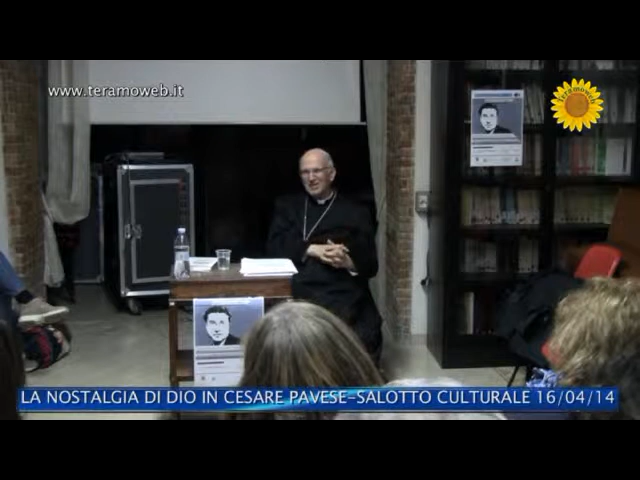 www.teramoweb.it
teramoweb
LA NOSTALGIA DI DIO IN CESARE PAVESE-SALOTTO CULTURALE 16/04/14